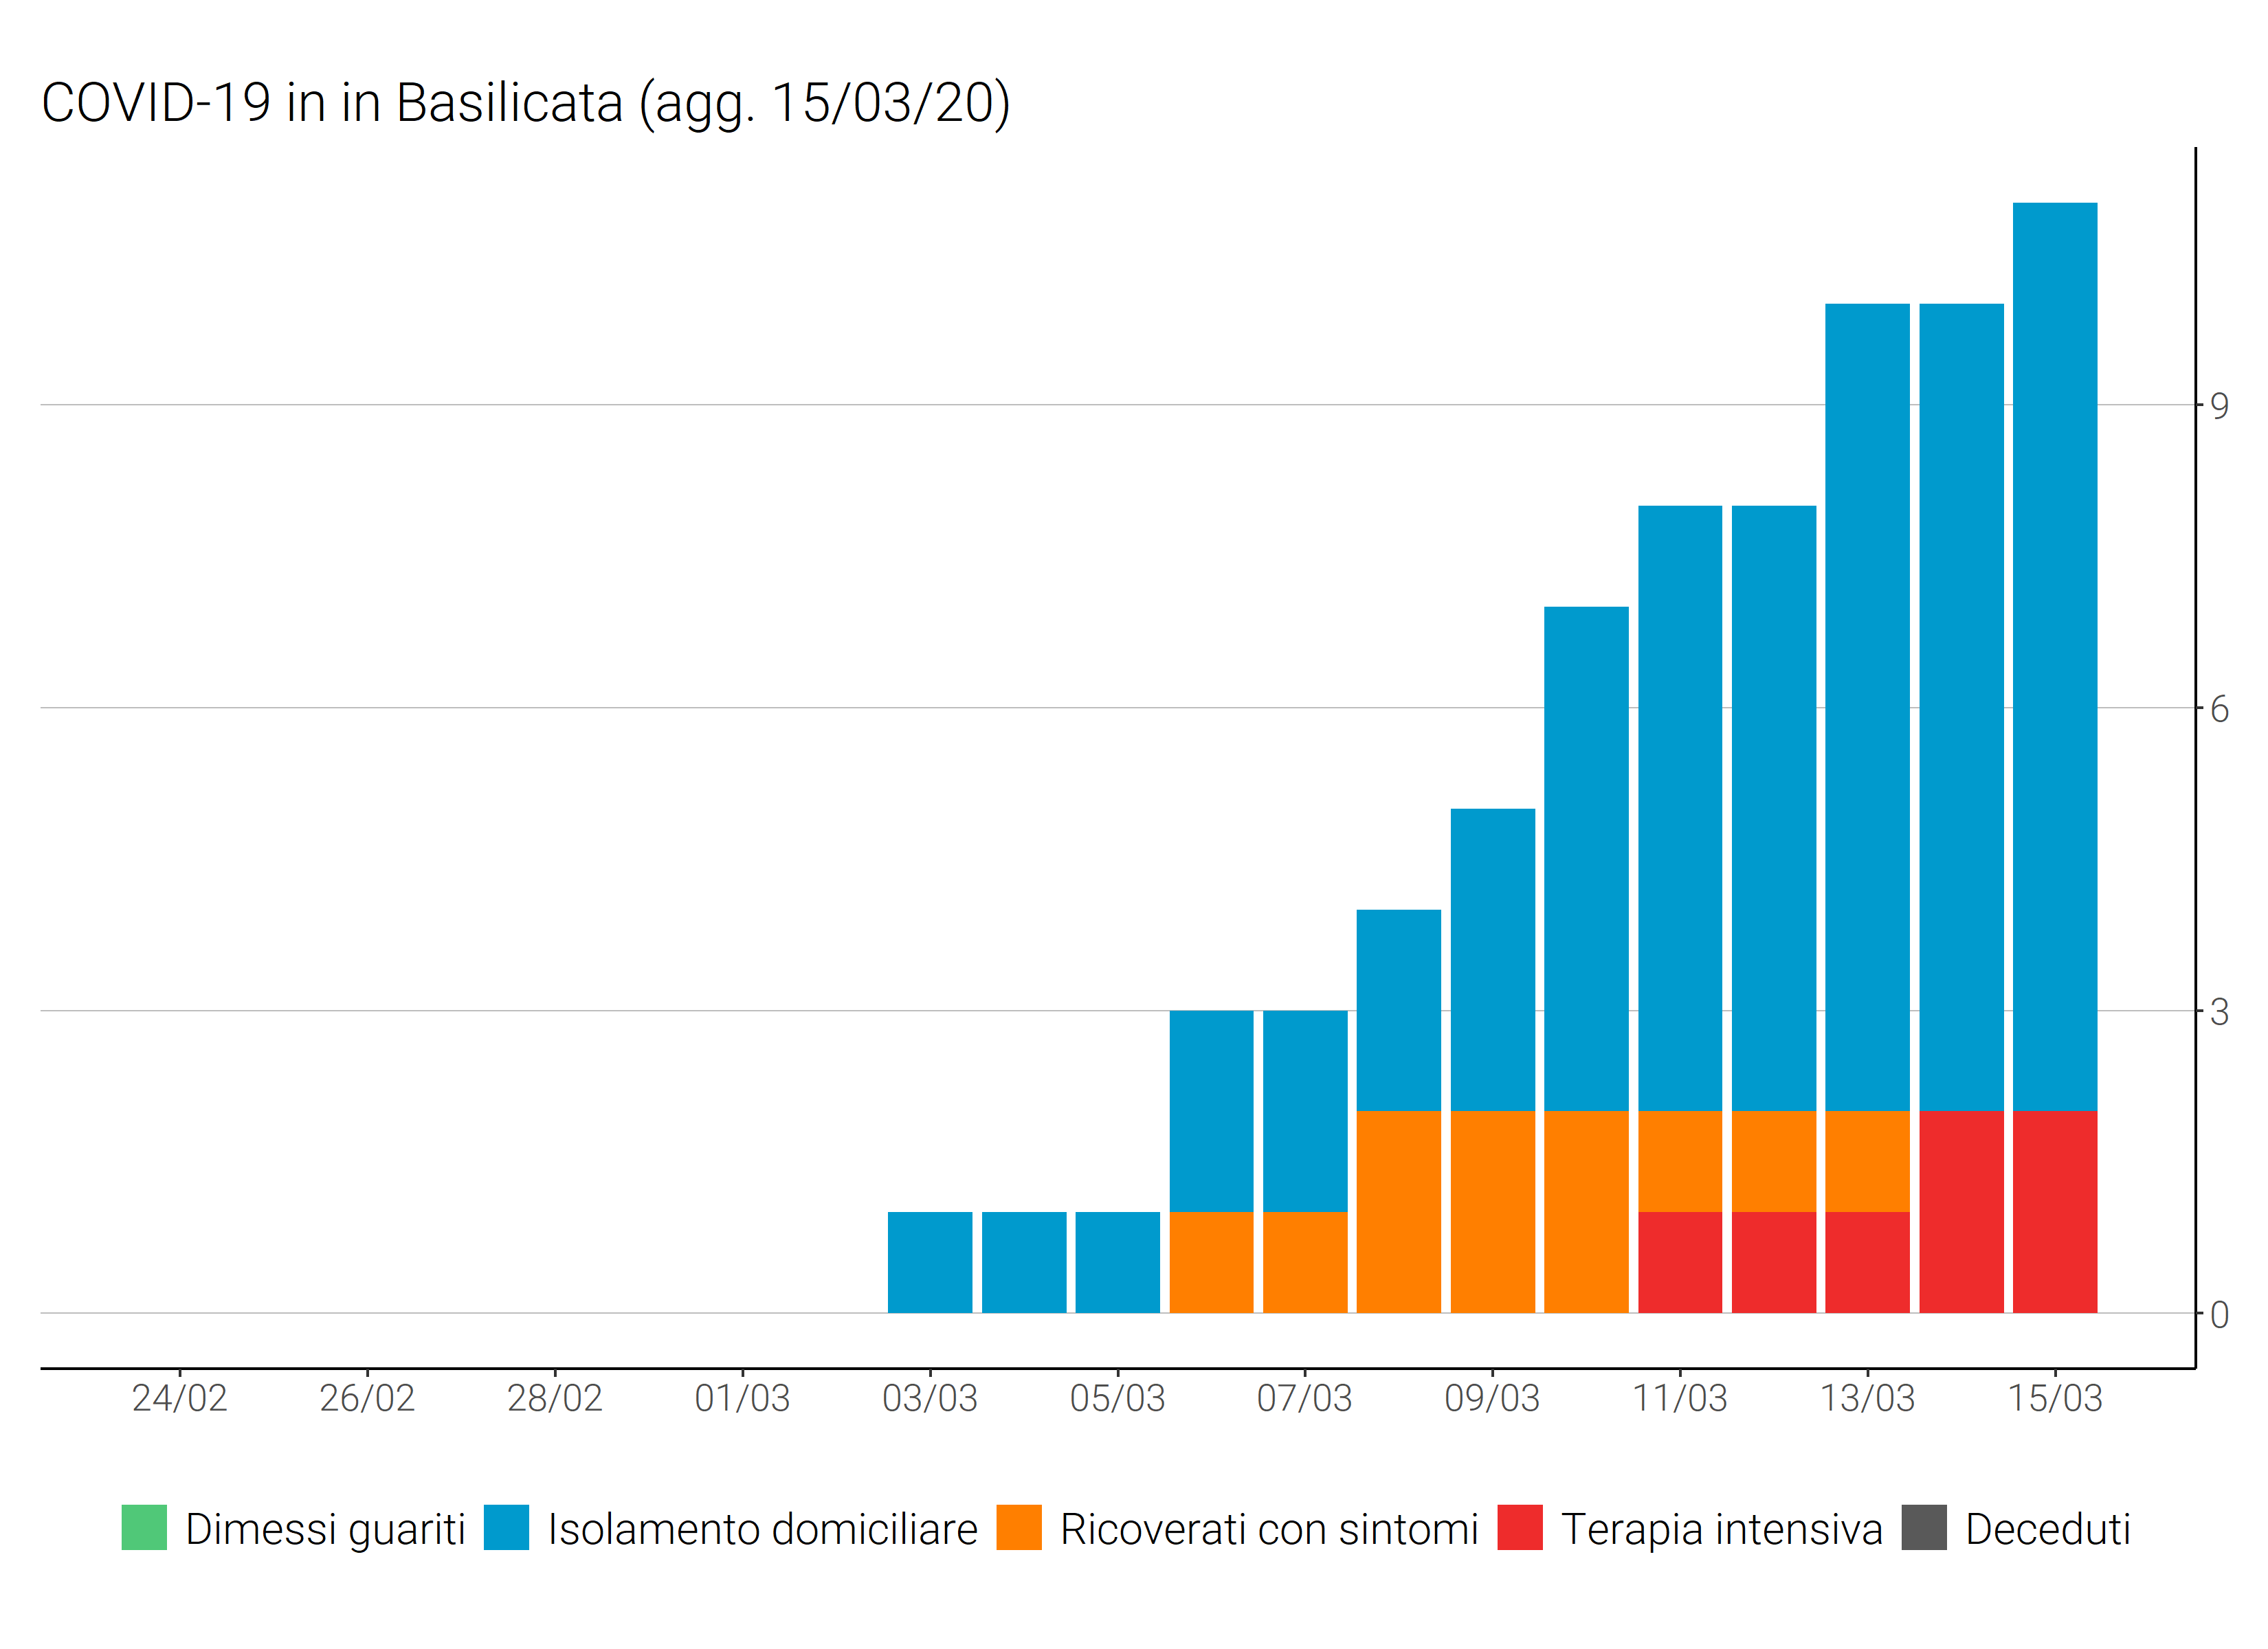 COVID-19 in in Basilicata (agg. 15/03/20)
9
6
3
0
24/02 26/02 28/02 01/03 03/03 05/03 07/03 09/03 11/03 13/03 15/03
Dimessi guariti Isolamento domiciliare Ricoverati con sintomi Terapia intensiva Deceduti